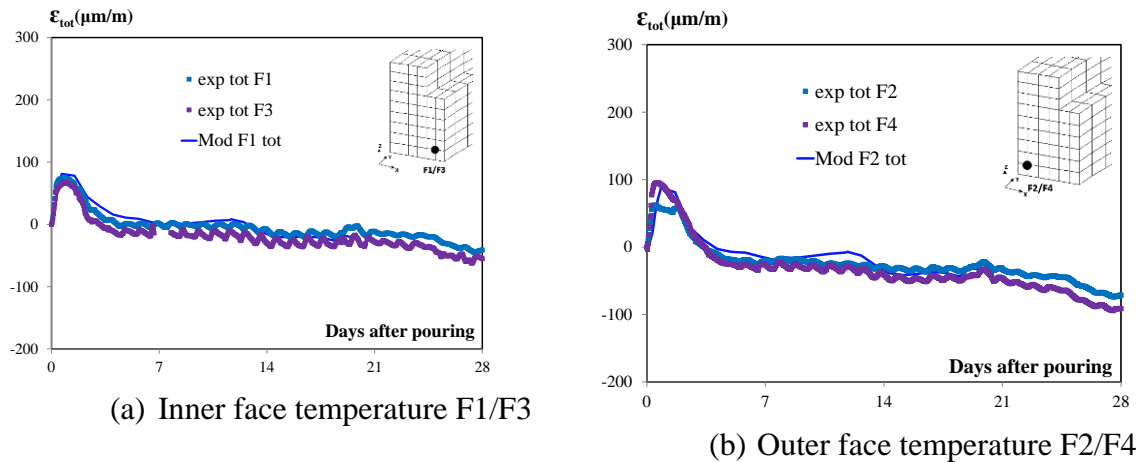 εtot(μm/m)
300
200
100
0
-100
-200
exp tot F1
exp tot F3
Mod F1 tot
Z
Y
X
F1/F3
Days after pouring
0 7 14 21 28
(a) Inner face temperature F1/F3
εtot(μm/m)
300
200
100
0
-100
-200
exp tot F2
exp tot F4
Mod F2 tot
Z
Y
X
F2/F4
Days after pouring
0 7 14 21 28
(b) Outer face temperature F2/F4